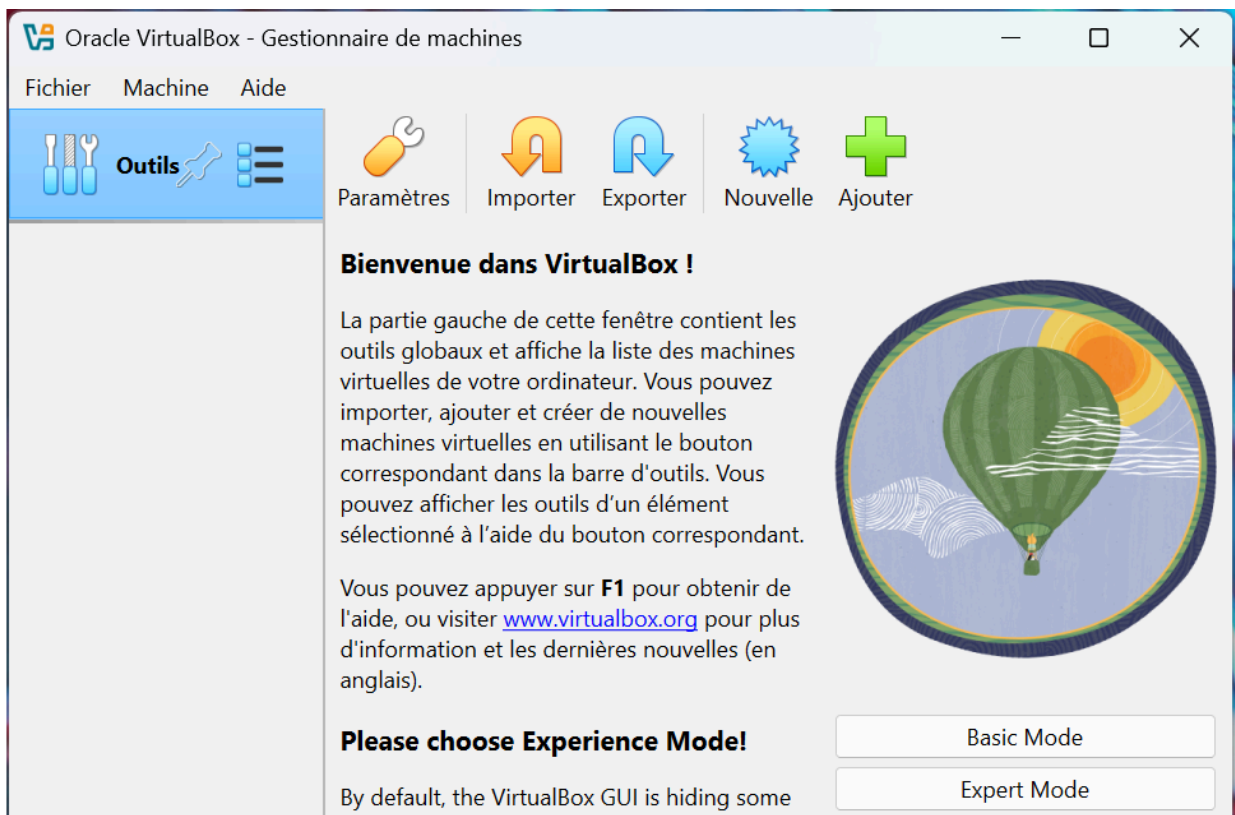 Oracle VirtualBox - Gestionnaire de machines
Fichier Machine Aide
Outils
Paramètres Importer Exporter Nouvelle Ajouter
Bienvenue dans VirtualBox !
La partie gauche de cette fenêtre contient les
outils globaux et affiche la liste des machines
virtuelles de votre ordinateur. Vous pouvez
importer, ajouter et créer de nouvelles
machines virtuelles en utilisant le bouton
correspondant dans la barre d'outils. Vous
pouvez afficher les outils d’un élément
sélectionné à l’aide du bouton correspondant.
Vous pouvez appuyer sur F1 pour obtenir de
l'aide, ou visiter www.virtualbox.org pour plus
d'information et les dernières nouvelles (en
anglais).
Please choose Experience Mode!
By default, the VirtualBox GUI is hiding some
Basic Mode
Expert Mode